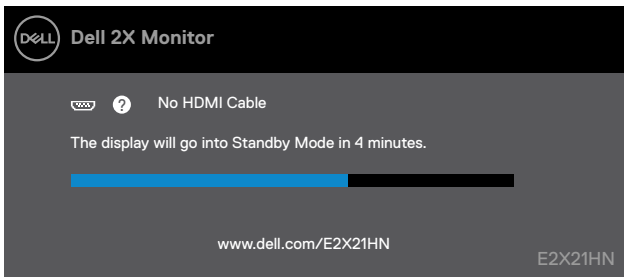 DELL Dell 2X Monitor
? No HDMI Cable
The display will go into Standby Mode in 4 minutes.
www.dell.com/E2X21HN
E2X21HN